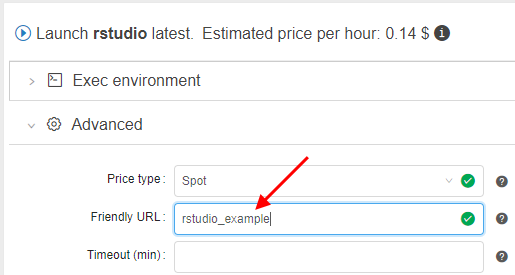 Launch rstudio latest. Estimated price per hour: 0.14 $
Exec environment
Advanced
Price type: Spot
Friendly URL: rstudio_example
Timeout (min):